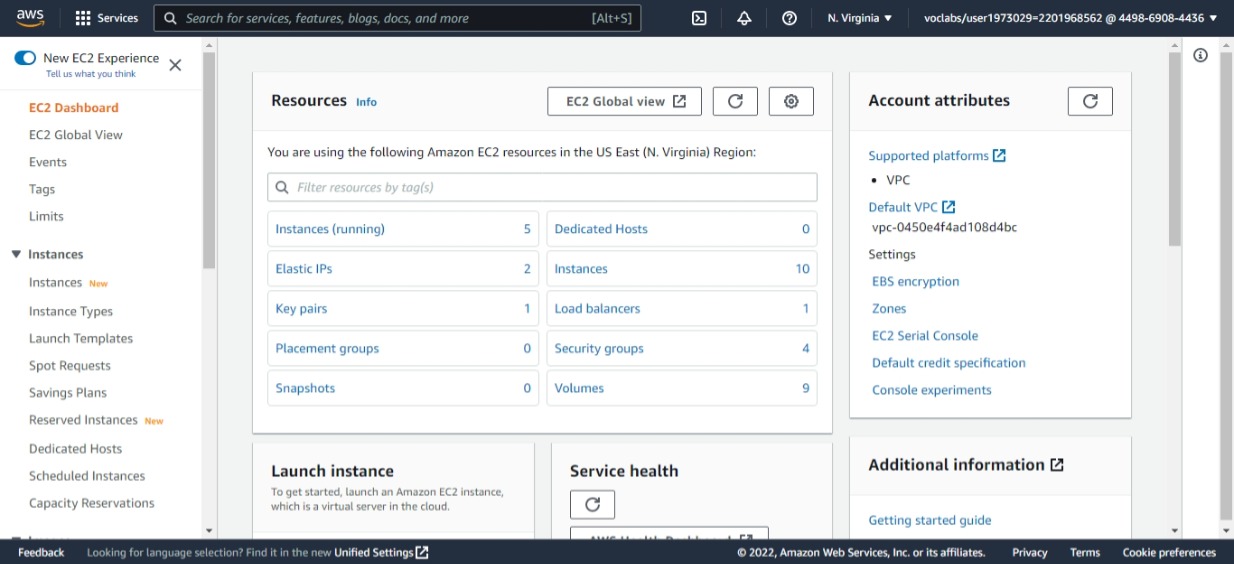 aws
Services
Search for services, features, blogs, docs, and more
[Alt+S]
N. Virginia
voclabs/user1973029=2201968562 @ 4498-6908-4436
New EC2 Experience
Tell us what you think
EC2 Dashboard
EC2 Global View
Events
Tags
Limits
Instances
Instances New
Instance Types
Launch Templates
Spot Requests
Savings Plans
Reserved Instances New
Dedicated Hosts
Scheduled Instances
Capacity Reservations
Resources Info
EC2 Global view
You are using the following Amazon EC2 resources in the US East (N. Virginia) Region:
Filter resources by tag(s)
Instances (running) 5
Dedicated Hosts 0
Elastic IPs 2
Instances 10
Key pairs 1
Load balancers 1
Placement groups 0
Security groups 4
Snapshots 0
Volumes 9
Launch instance
To get started, launch an Amazon EC2 instance,
which is a virtual server in the cloud.
Service health
Account attributes
Supported platforms
• VPC
Default VPC
vpc-0450e4f4ad108d4bc
Settings
EBS encryption
Zones
EC2 Serial Console
Default credit specification
Console experiments
Additional information
Getting started guide
Feedback
Looking for language selection? Find it in the new Unified Settings
© 2022, Amazon Web Services, Inc. or its affiliates.
Privacy
Terms
Cookie preferences